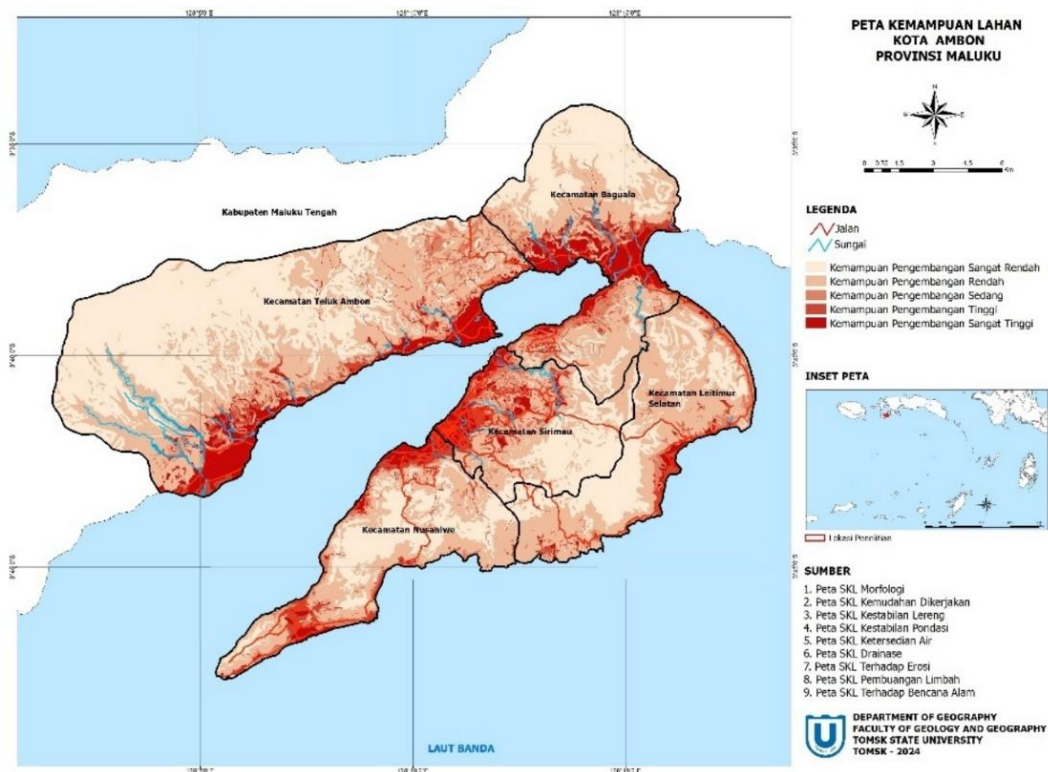 PETA KEMAMPUAN LAHAN
KOTA AMBON
PROVINSI MALUKU
LEGENDA
Jalan
Sungai
Kemampuan Pengembangan Sangat Rendah
Kemampuan Pengembangan Rendah
Kemampuan Pengembangan Sedang
Kemampuan Pengembangan Tinggi
Kemampuan Pengembangan Sangat Tinggi
INSET PETA
Lokasi Penelitian
SUMBER
1. Peta SKL Morfologi
2. Peta SKL Kemudahan Dikerjakan
3. Peta SKL Kestabilan Lereng
4. Peta SKL Kestabilan Pondasi
5. Peta SKL Ketersedian Air
6. Peta SKL Drainase
7. Peta SKL Terhadap Erosi
8. Peta SKL Pembuangan Limbah
9. Peta SKL Terhadap Bencana Alam
DEPARTMENT OF GEOGRAPHY
FACULTY OF GEOLOGY AND GEOGRAPHY
TOMSK STATE UNIVERSITY
TOMSK - 2024
Kecamatan Baguala
Kabupaten Maluku Tengah
Kecamatan Teluk Ambon
Kecamatan Leitimur
Selatan
Kecamatan Sirimau
Kecamatan Nusaniwe
LAUT BANDA